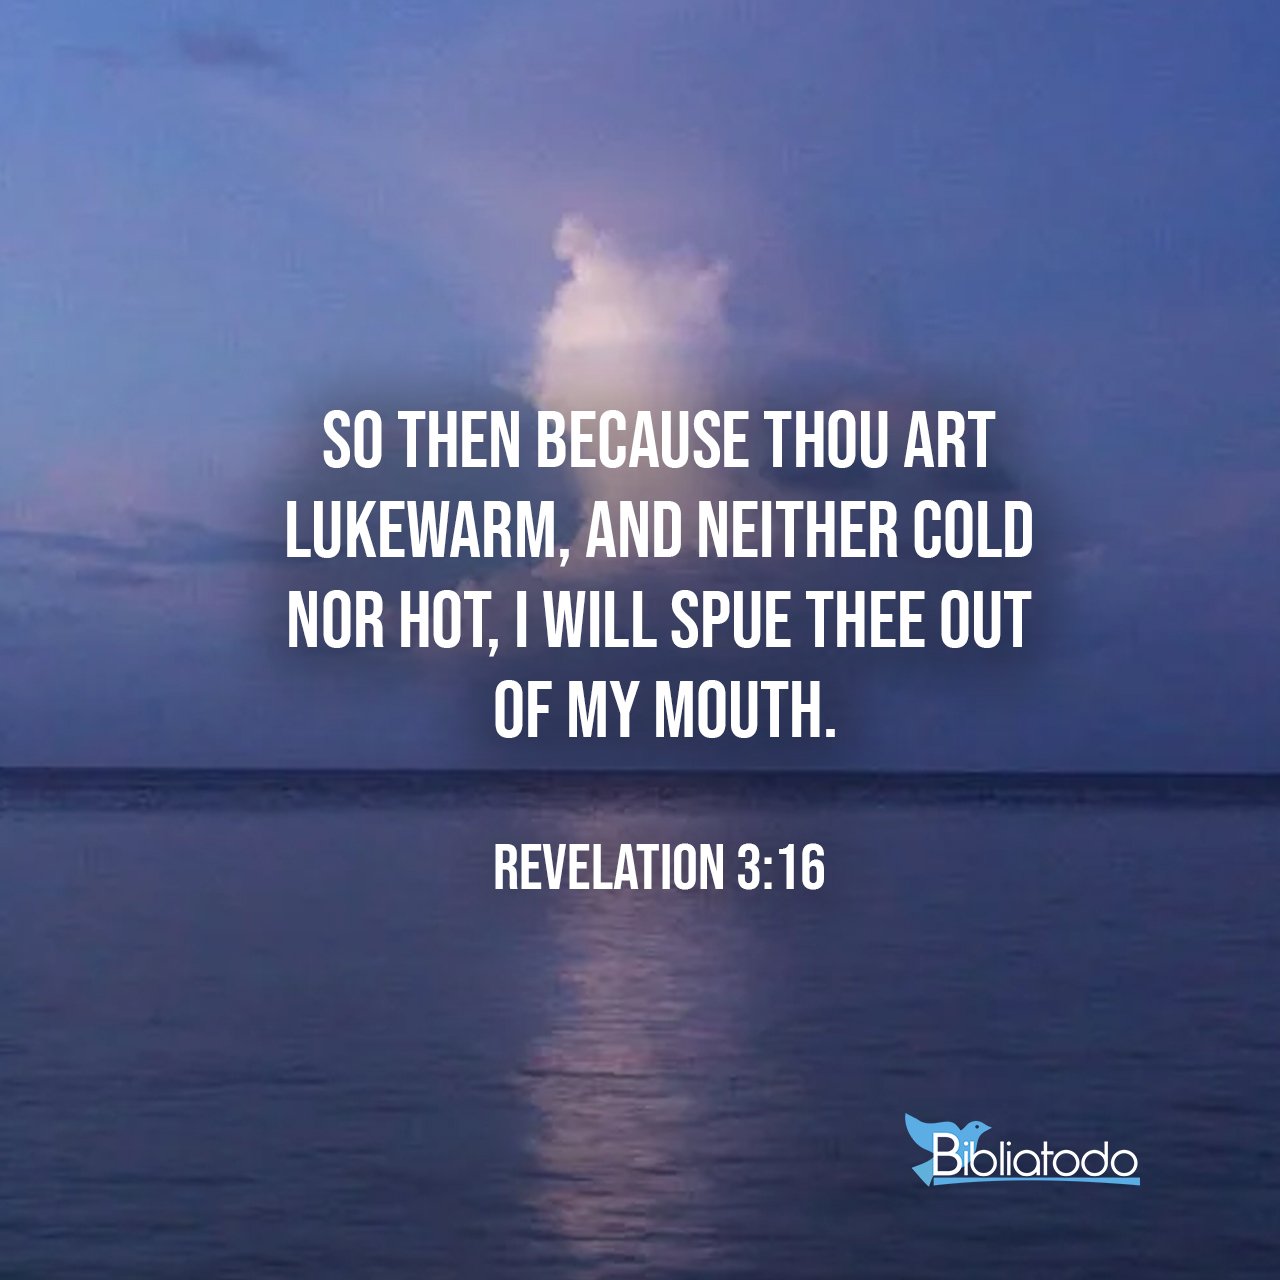 SO THEN BECAUSE THOU ART
LUKEWARM, AND NEITHER COLD
NOR HOT, I WILL SPUE THEE OUT
OF MY MOUTH.
REVELATION 3:16
Bibliatodo